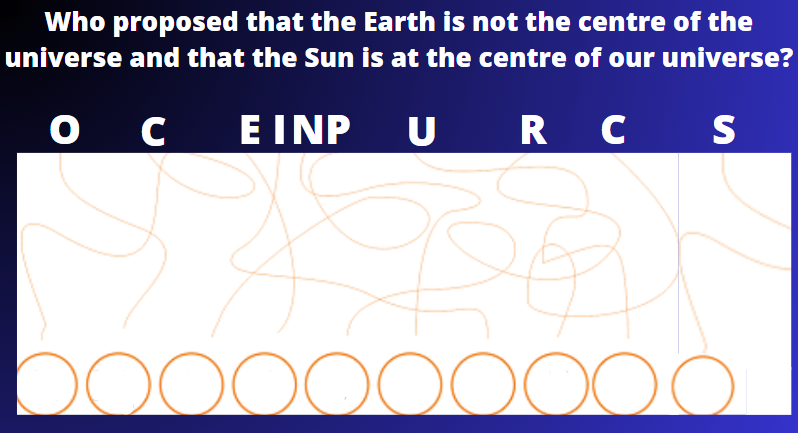 Who proposed that the Earth is not the centre of the
universe and that the Sun is at the centre of our universe?
O C E I N P U R C S